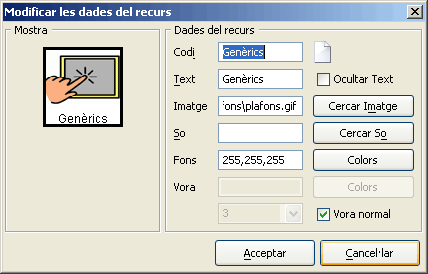 Modificar les dades del recurs
Mostra
Genèrics
Dades del recurs
Codi Genèrics
Text Genèrics Ocultar Text
Imatge ons\plafons.gif Cercar Imatge
So Cercar So
Fons 255,255,255 Colors
Vora Colors
3 Vora normal
Acceptar Cancel·lar